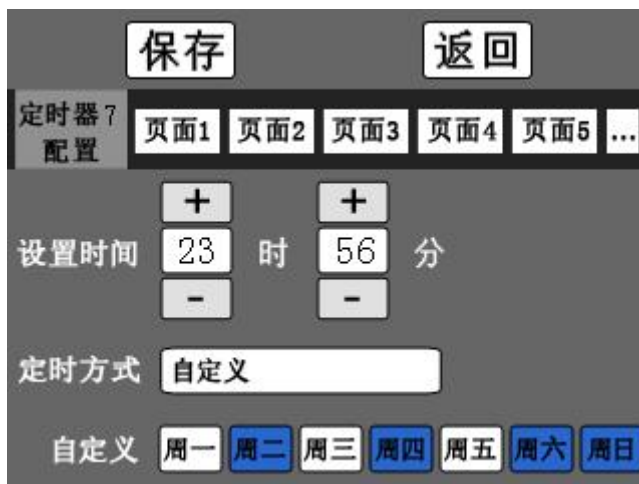 保存 返回
定时器7
配置
页面1 页面2 页面3 页面4 页面5 ...
+ +
设置时间 23 时 56 分
- -
定时方式 自定义
自定义 周一 周二 周三 周四 周五 周六 周日